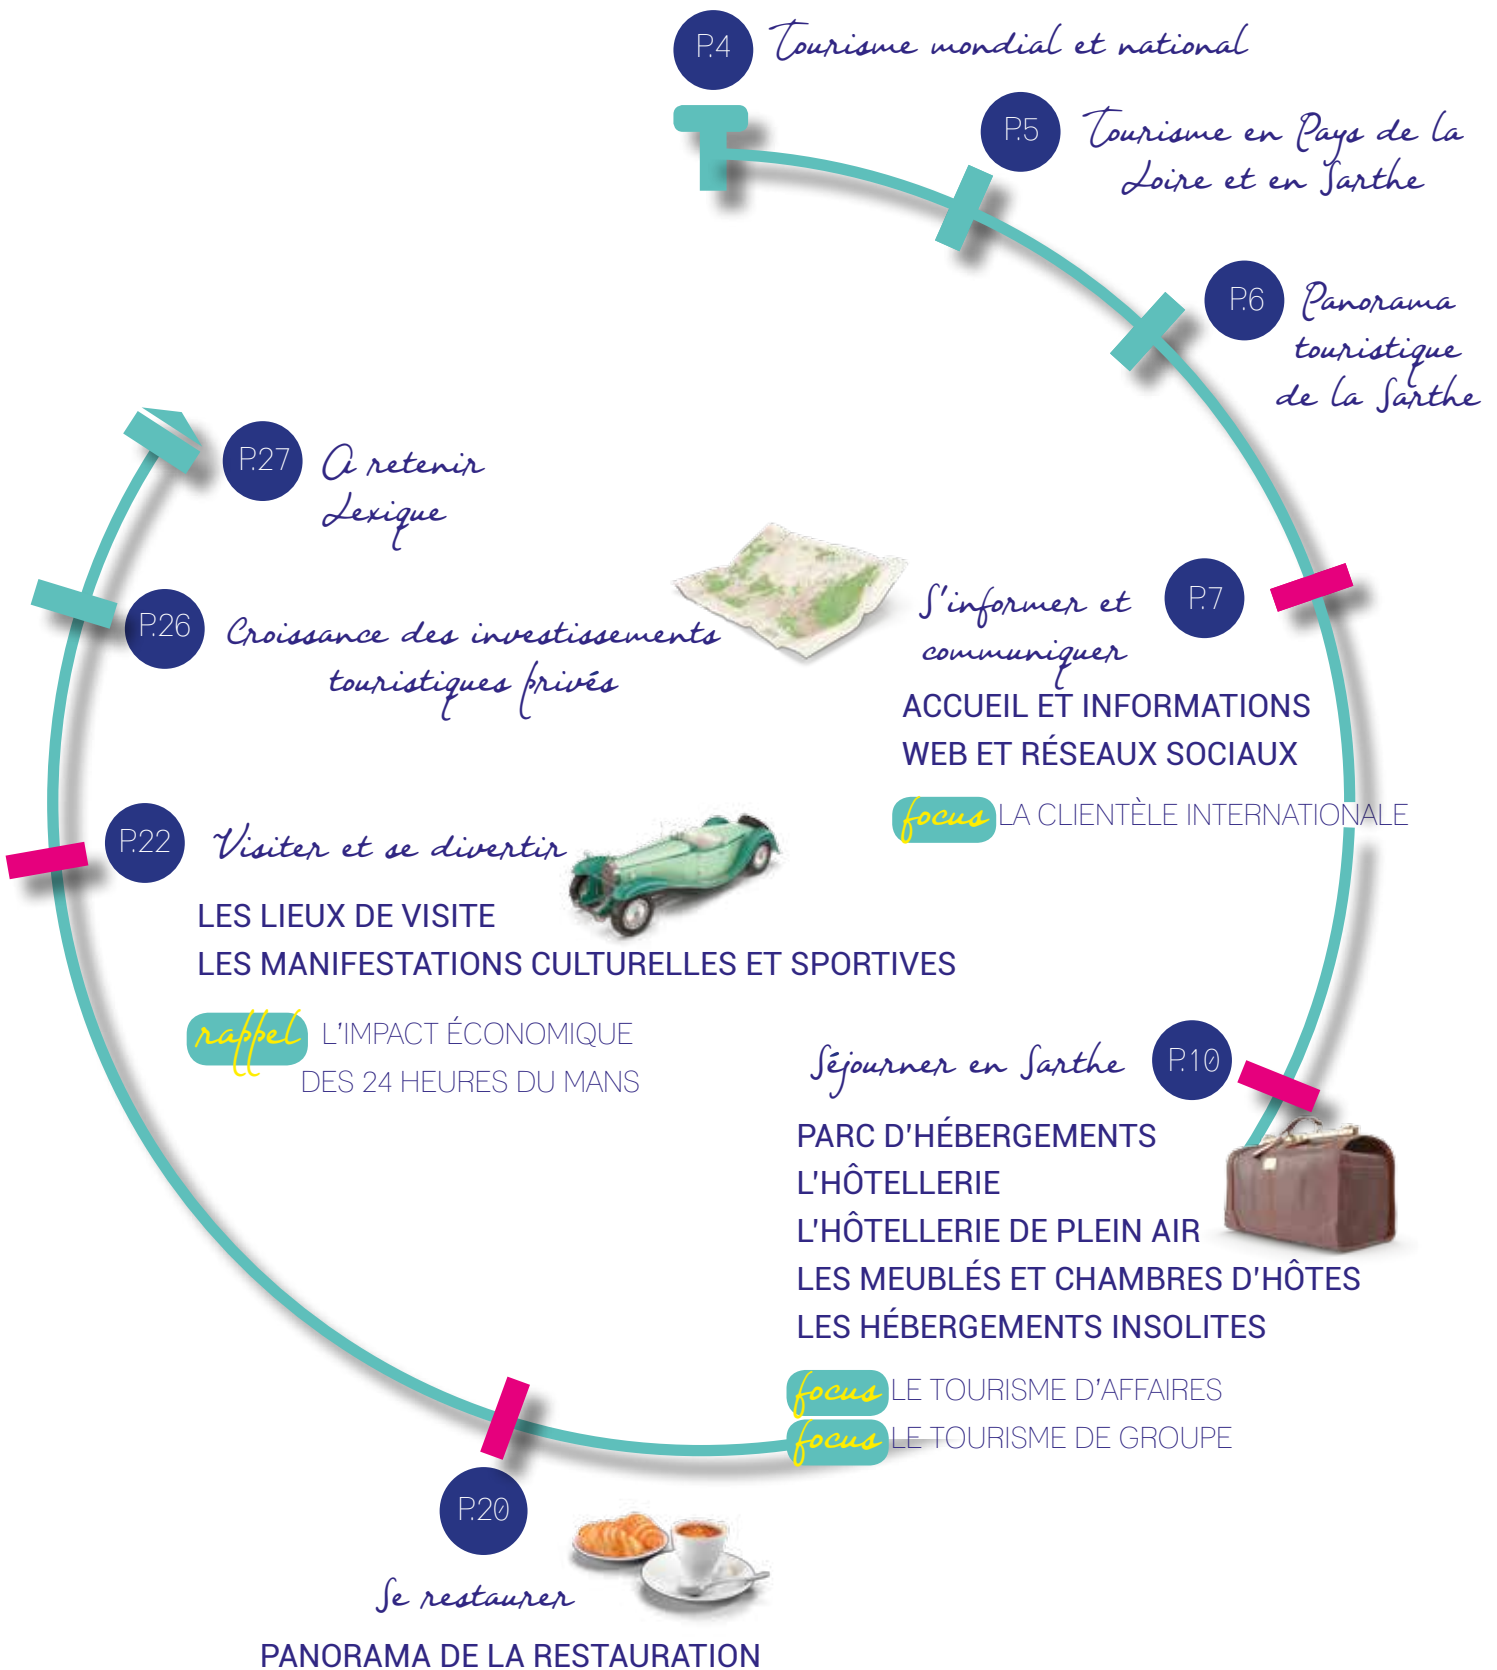 P.4 Tourisme mondial et national
P.5 Tourisme en Pays de la
Loire et en Sarthe
P.6 Panorama
touristique
de la Sarthe
P.7 S'informer et
communiquer
ACCUEIL ET INFORMATIONS
WEB ET RÉSEAUX SOCIAUX
focus LA CLIENTÈLE INTERNATIONALE
P.10 Séjourner en Sarthe
PARC D'HÉBERGEMENTS
L'HÔTELLERIE
L'HÔTELLERIE DE PLEIN AIR
LES MEUBLÉS ET CHAMBRES D'HÔTES
LES HÉBERGEMENTS INSOLITES
focus LE TOURISME D'AFFAIRES
focus LE TOURISME DE GROUPE
P.20
Se restaurer
PANORAMA DE LA RESTAURATION
P.22 Visiter et se divertir
LES LIEUX DE VISITE
LES MANIFESTATIONS CULTURELLES ET SPORTIVES
rappel L'IMPACT ÉCONOMIQUE
DES 24 HEURES DU MANS
P.26 Croissance des investissements
touristiques privés
P.27 A retenir
Lexique